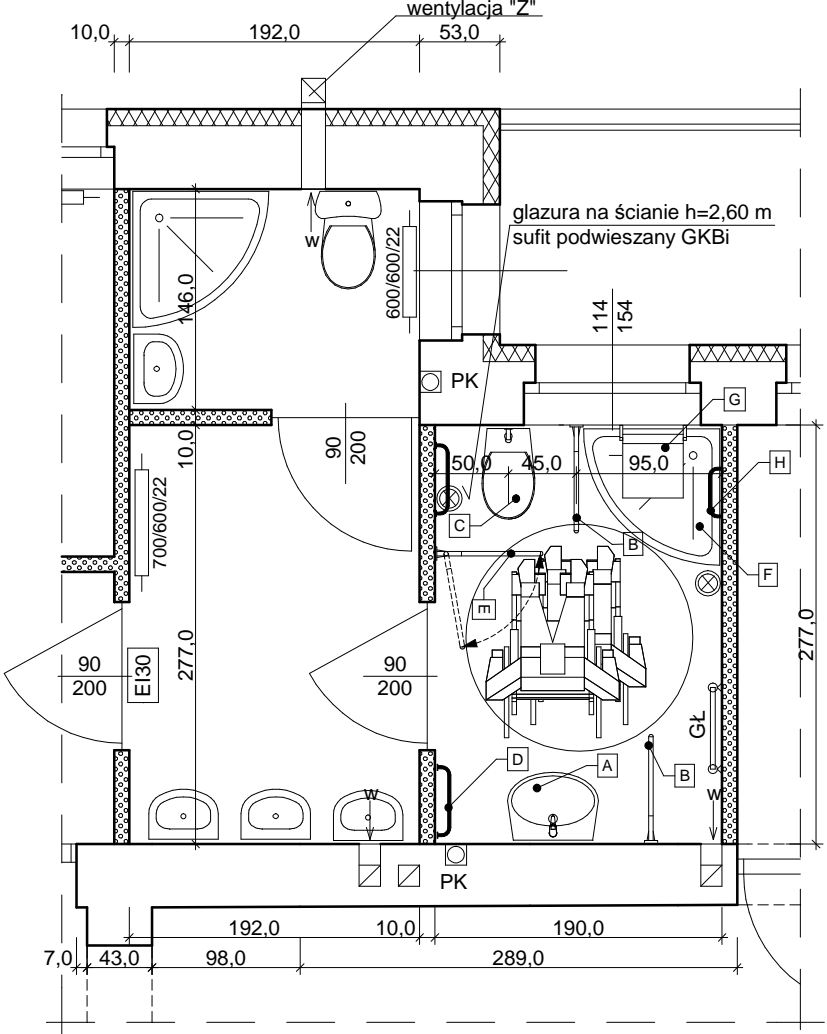 wentylacja "Z"
10,0
192,0
53,0
glazura na ścianie h=2,60 m
sufit podwieszany GKBi
w
600/600/22
146,0
114
154
PK
G
90
200
10,0
50,0
45,0
95,0
H
700/600/22
C
B
F
E
277,0
277,0
90
200
EI30
90
200
GŁ
D
A
B
w
w
PK
192,0
10,0
190,0
7,0
43,0
98,0
289,0